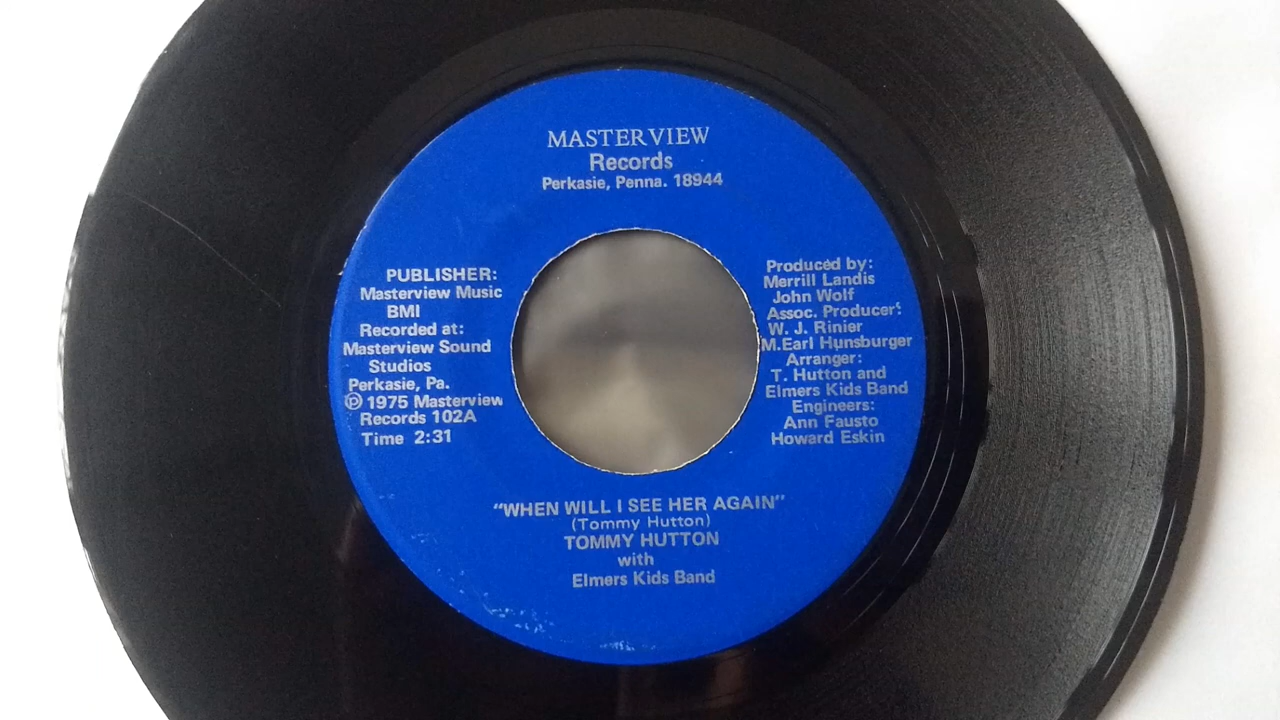 MASTERVIEW
Records
Perkasie, Penna. 18944
PUBLISHER:
Masterview Music
BMI
Recorded at:
Masterview Sound
Studios
Perkasie, Pa.
℗ 1975 Masterview
Records 102A
Time 2:31
Produced by:
Merrill Landis
John Wolf
Assoc. Producer:
W. J. Rinier
M.Earl Hunsburger
Arranger:
T. Hutton and
Elmers Kids Band
Engineers:
Ann Fausto
Howard Eskin
"WHEN WILL I SEE HER AGAIN"
(Tommy Hutton)
TOMMY HUTTON
with
Elmers Kids Band